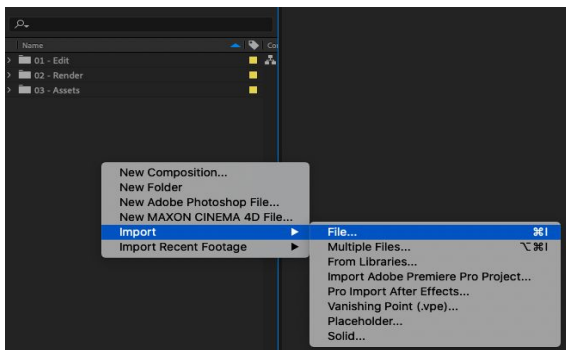 Name
Co
01 - Edit
02 - Render
03 - Assets
New Composition...
New Folder
New Adobe Photoshop File...
New MAXON CINEMA 4D File...
Import
Import Recent Footage
File... ⌘I
Multiple Files... ⌥⌘I
From Libraries...
Import Adobe Premiere Pro Project...
Pro Import After Effects...
Vanishing Point (.vpe)...
Placeholder...
Solid...